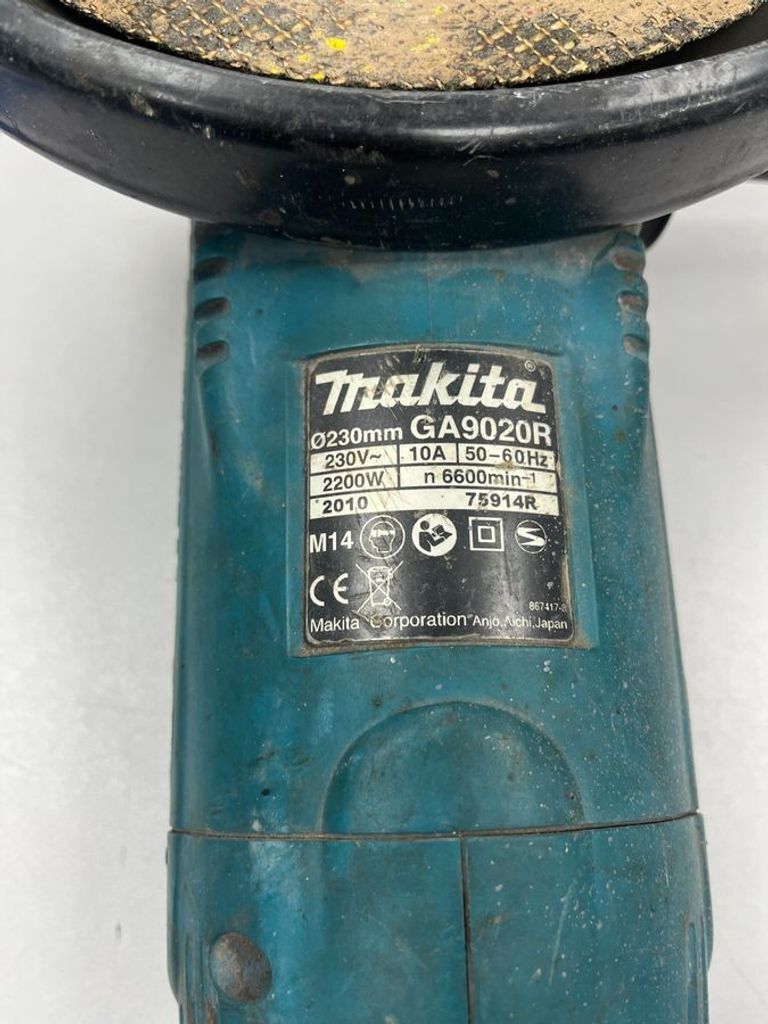 makita®
Ø230mm GA9020R
230V~ 10A 50-60Hz
2200W n 6600min-1
2010 75914R
M14
CE
867417-8
Makita Corporation Anjo, Aichi, Japan